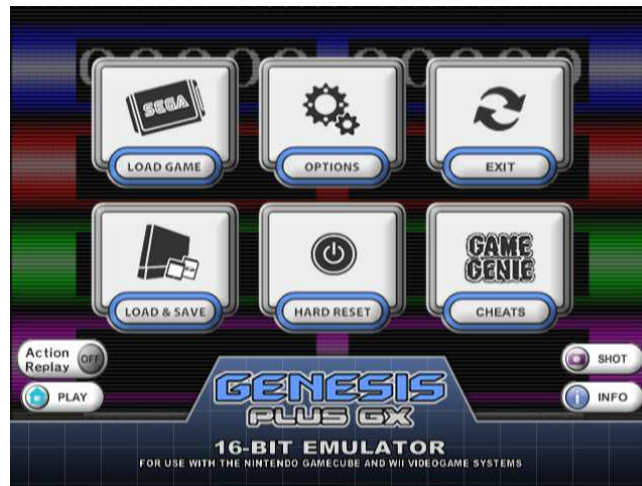 SEGA
LOAD GAME
OPTIONS
EXIT
GAME
GENIE
LOAD & SAVE
HARD RESET
CHEATS
Action
Replay
OFF
SHOT
PLAY
INFO
GENESIS
PLUS GX
16-BIT EMULATOR
FOR USE WITH THE NINTENDO GAMECUBE AND WII VIDEOGAME SYSTEMS